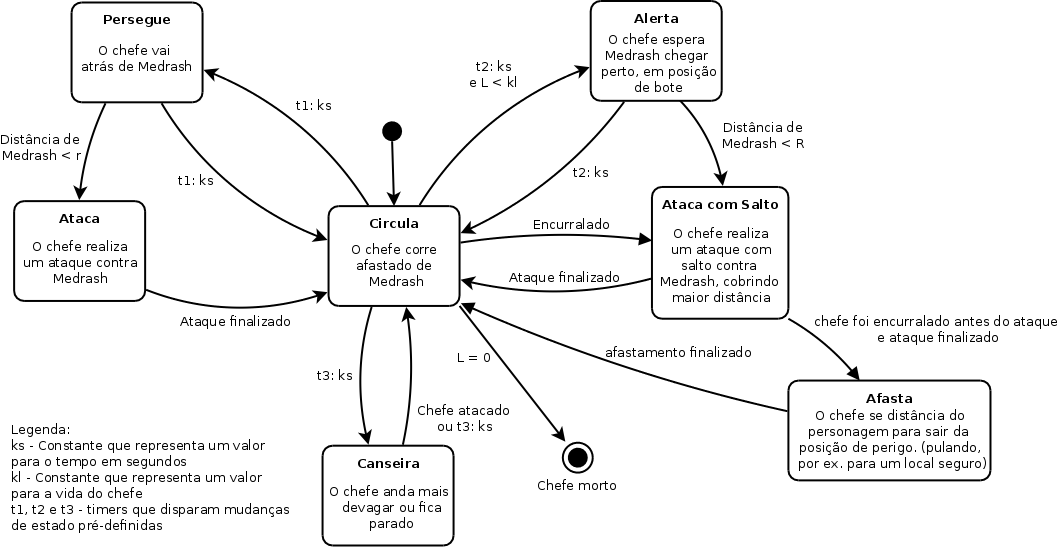 Persegue
O chefe vai
atrás de Medrash
Alerta
O chefe espera
Medrash chegar
perto, em posição
de bote
t2: ks
e L < kl
t1: ks
Distância de
Medrash < r
t1: ks
t2: ks
Distância de
Medrash < R
Ataca
O chefe realiza
um ataque contra
Medrash
Circula
O chefe corre
afastado de
Medrash
Encurralado
Ataque finalizado
Ataca com Salto
O chefe realiza
um ataque com
salto contra
Medrash, cobrindo
maior distância
Ataque finalizado
chefe foi encurralado antes do ataque
e ataque finalizado
afastamento finalizado
L = 0
t3: ks
Chefe atacado
ou t3: ks
Afasta
O chefe se distância do
personagem para sair da
posição de perigo. (pulando,
por ex. para um local seguro)
Canseira
O chefe anda mais
devagar ou fica
parado
Chefe morto
Legenda:
ks - Constante que representa um valor
para o tempo em segundos
kl - Constante que representa um valor
para a vida do chefe
t1, t2 e t3 - timers que disparam mudanças
de estado pré-definidas